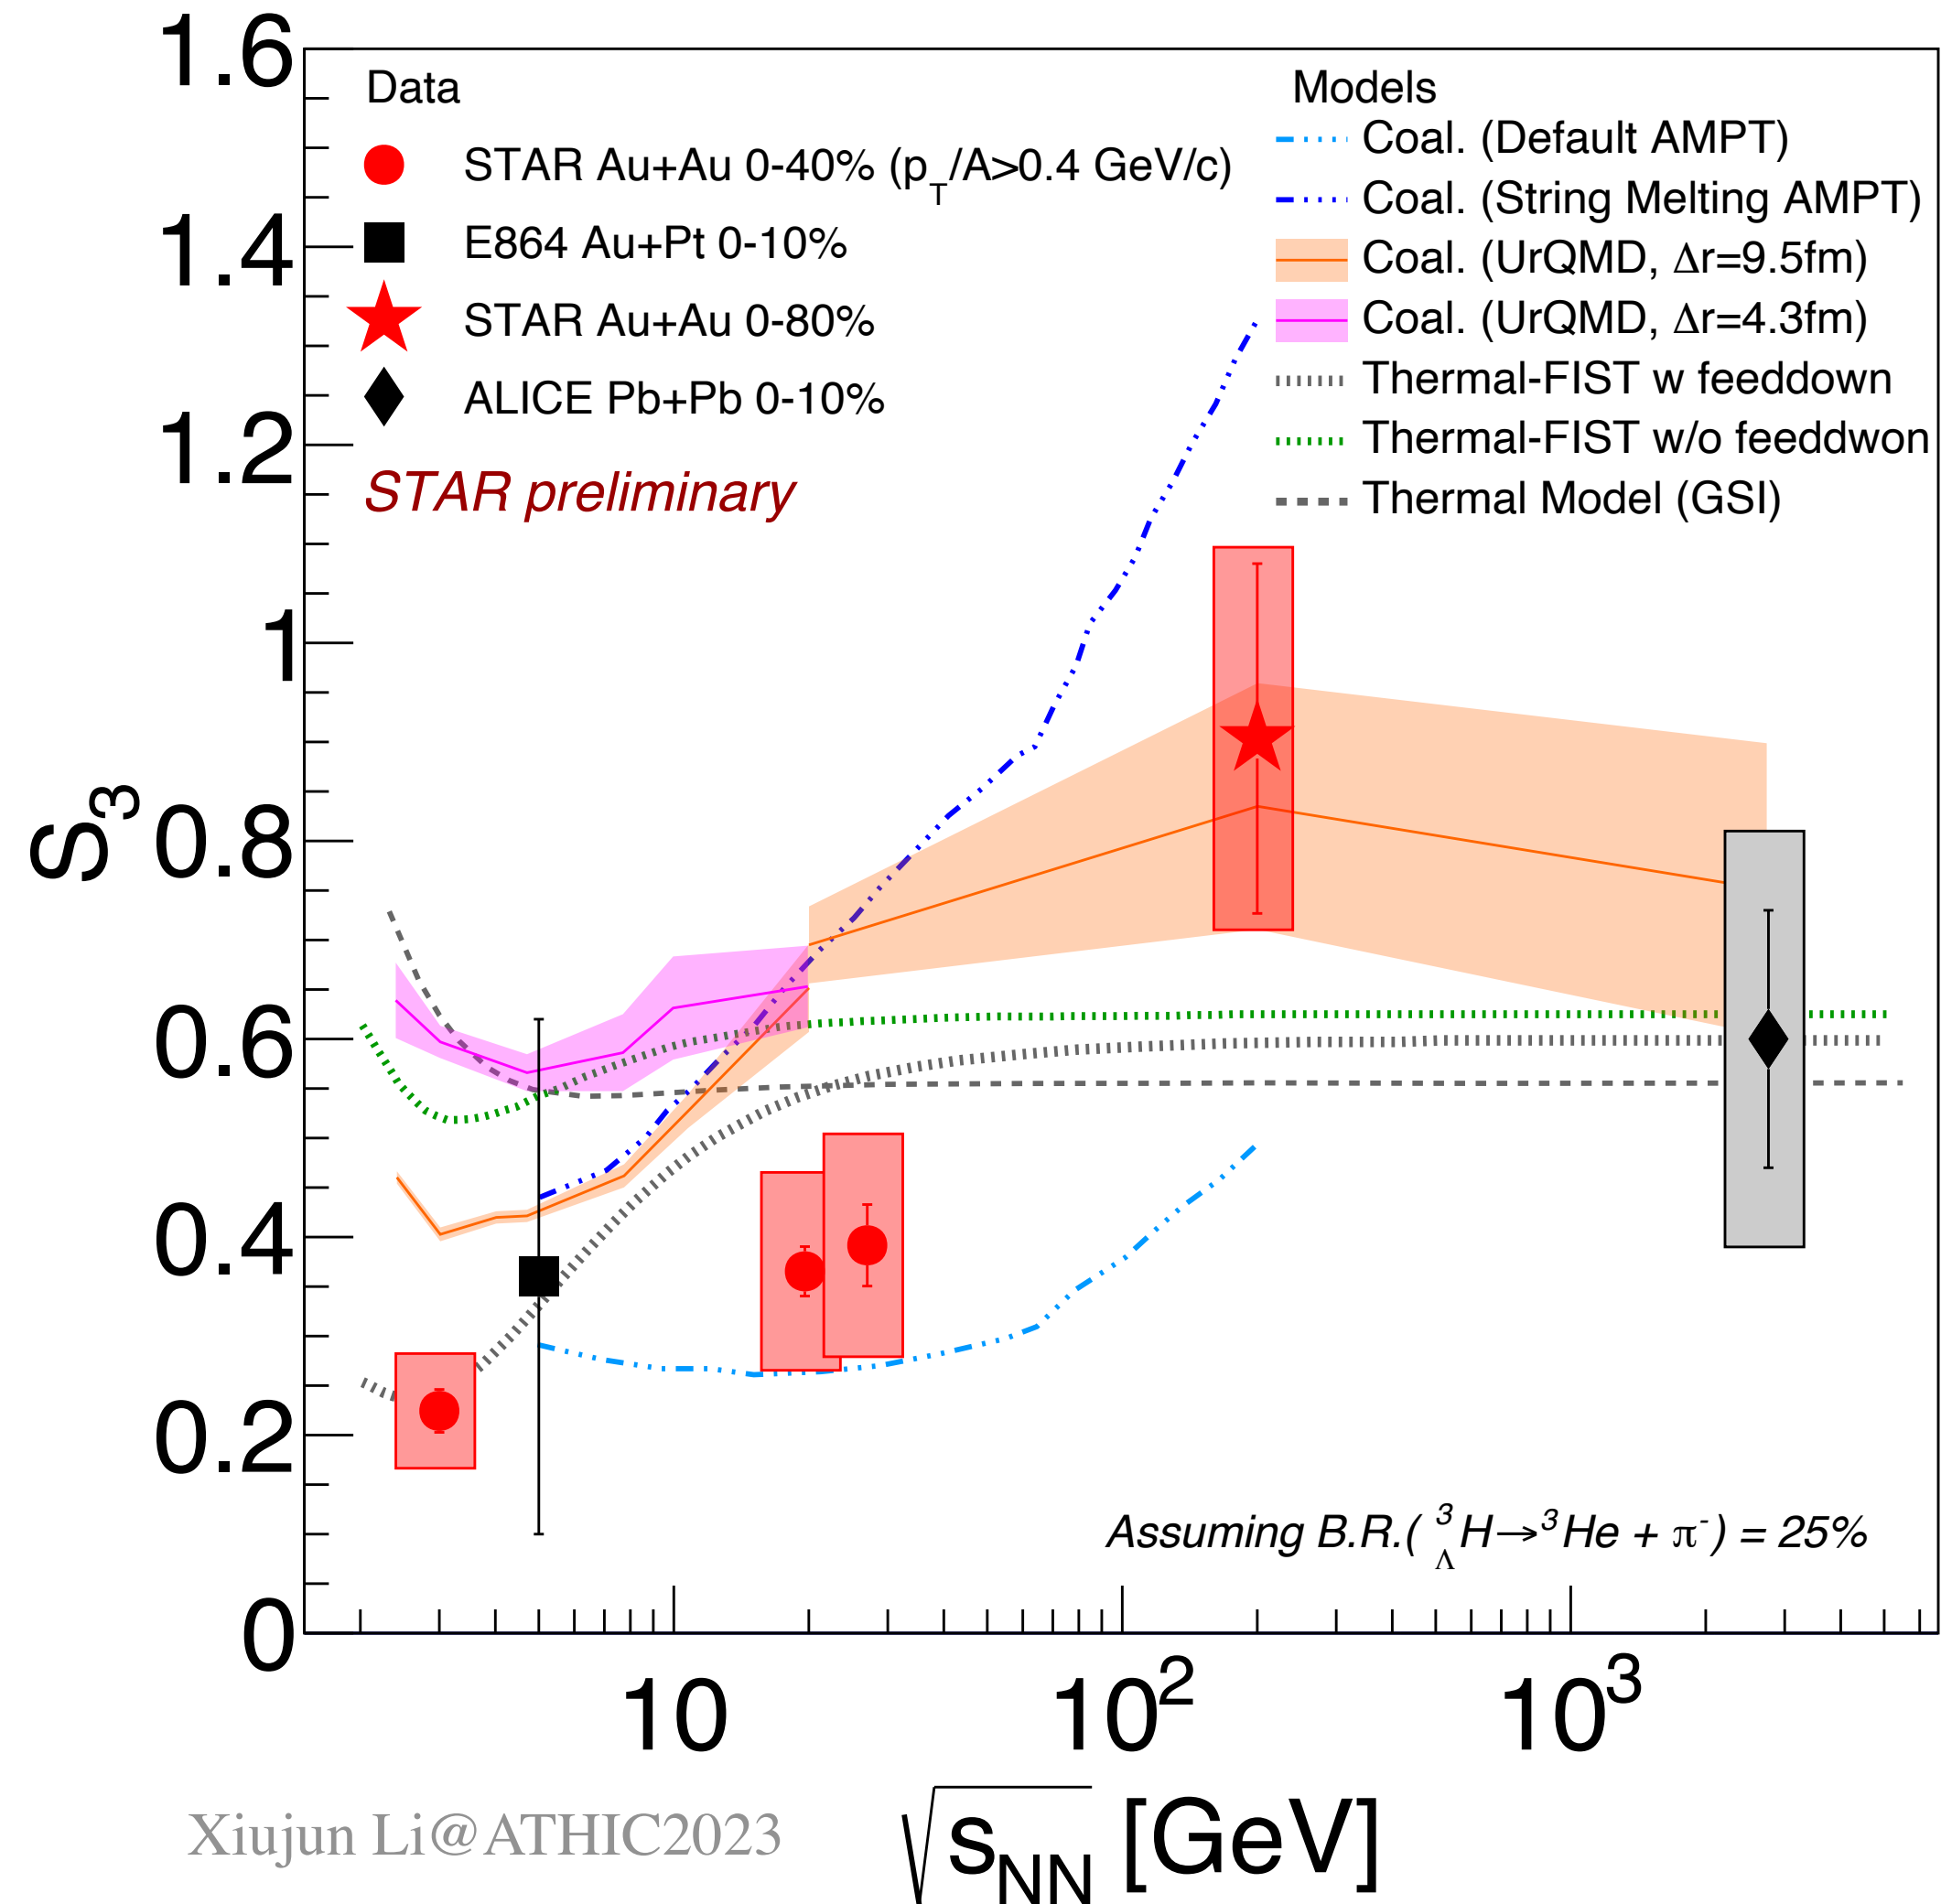 1.6
1.4
1.2
1
0.8
0.6
0.4
0.2
0
S3
Data
STAR Au+Au 0-40% (pT/A>0.4 GeV/c)
E864 Au+Pt 0-10%
STAR Au+Au 0-80%
ALICE Pb+Pb 0-10%
STAR preliminary
Models
Coal. (Default AMPT)
Coal. (String Melting AMPT)
Coal. (UrQMD, Δr=9.5fm)
Coal. (UrQMD, Δr=4.3fm)
Thermal-FIST w feeddown
Thermal-FIST w/o feeddwon
Thermal Model (GSI)
Assuming B.R.(³ΛH→³He + π⁻) = 25%
10 10² 10³
√sNN [GeV]
Xiujun Li@ATHIC2023